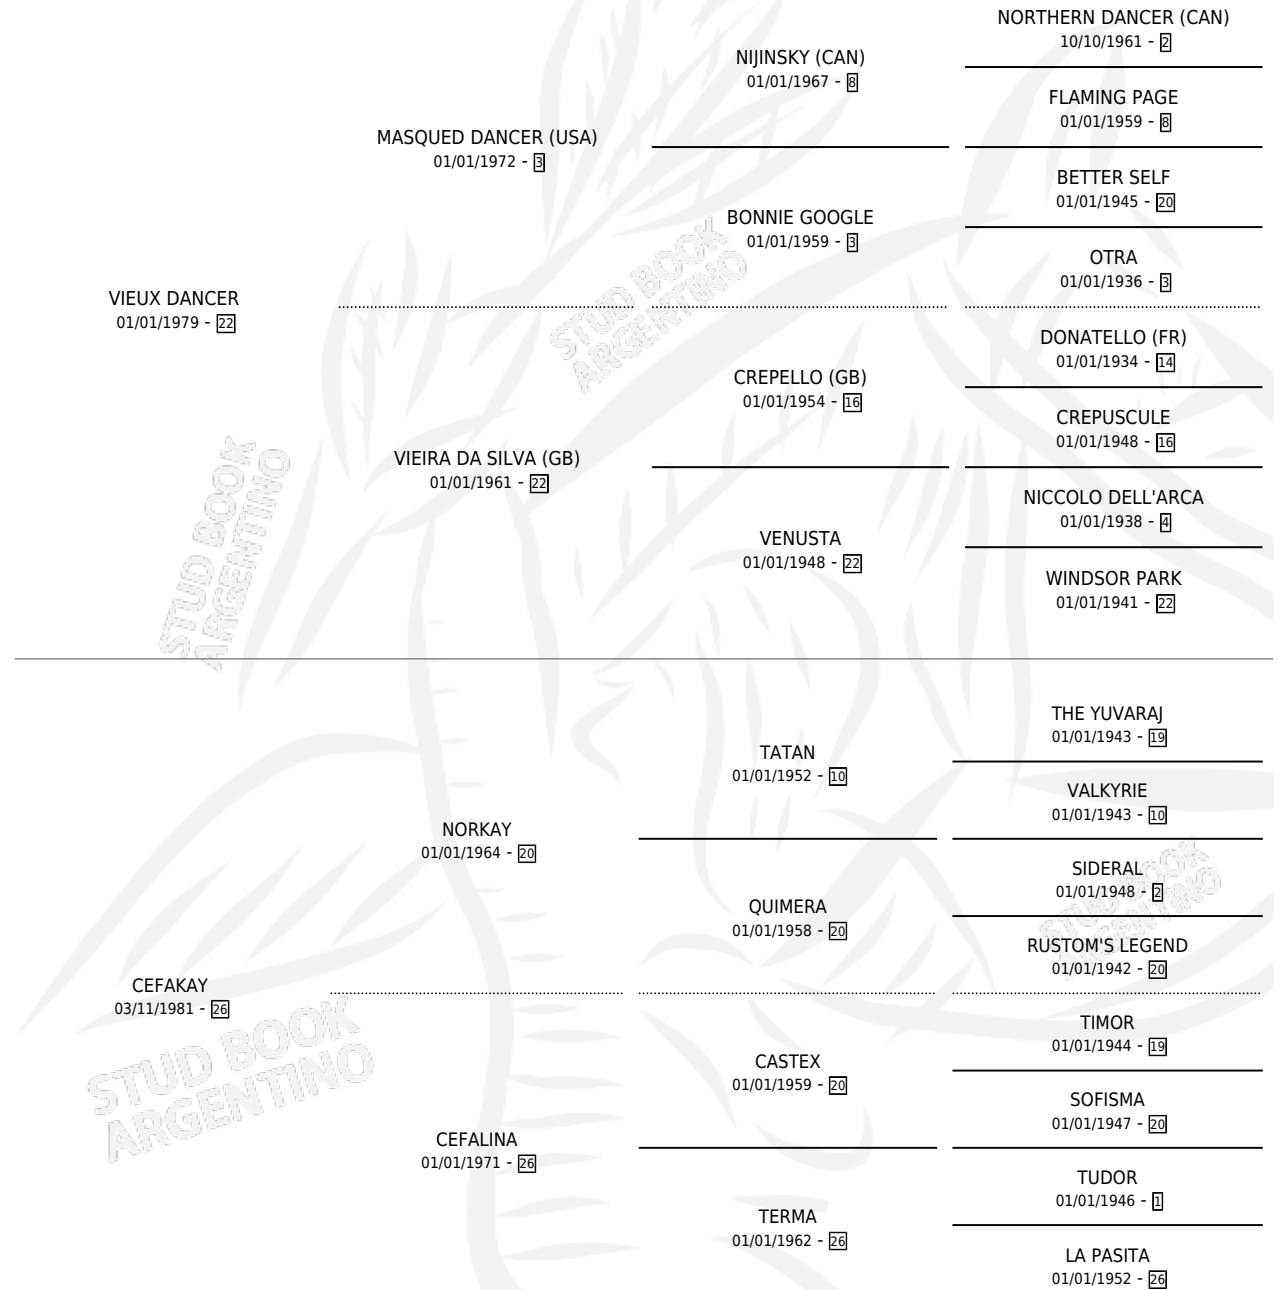 NORTHERN DANCER (CAN)
10/10/1961 - 2
NIJINSKY (CAN)
01/01/1967 - 8
FLAMING PAGE
01/01/1959 - 8
MASQUED DANCER (USA)
01/01/1972 - 3
BETTER SELF
01/01/1945 - 20
BONNIE GOOGLE
01/01/1959 - 3
OTRA
01/01/1936 - 3
VIEUX DANCER
01/01/1979 - 22
STUD BOOK
ARGENTINO
DONATELLO (FR)
01/01/1934 - 14
CREPELLO (GB)
01/01/1954 - 16
CREPUSCULE
01/01/1948 - 16
VIEIRA DA SILVA (GB)
01/01/1961 - 22
NICCOLO DELL'ARCA
01/01/1938 - 4
VENUSTA
01/01/1948 - 22
WINDSOR PARK
01/01/1941 - 22
STUD BOOK
ARGENTINO
THE YUVARAJ
01/01/1943 - 19
TATAN
01/01/1952 - 10
VALKYRIE
01/01/1943 - 10
NORKAY
01/01/1964 - 20
SIDERAL
01/01/1948 - 2
QUIMERA
01/01/1958 - 20
STUD BOOK
ARGENTINO
RUSTOM'S LEGEND
01/01/1942 - 20
CEFAKAY
03/11/1981 - 26
TIMOR
01/01/1944 - 19
CASTEX
01/01/1959 - 20
SOFISMA
01/01/1947 - 20
STUD BOOK
ARGENTINO
CEFALINA
01/01/1971 - 26
TUDOR
01/01/1946 - 1
TERMA
01/01/1962 - 26
LA PASITA
01/01/1952 - 26